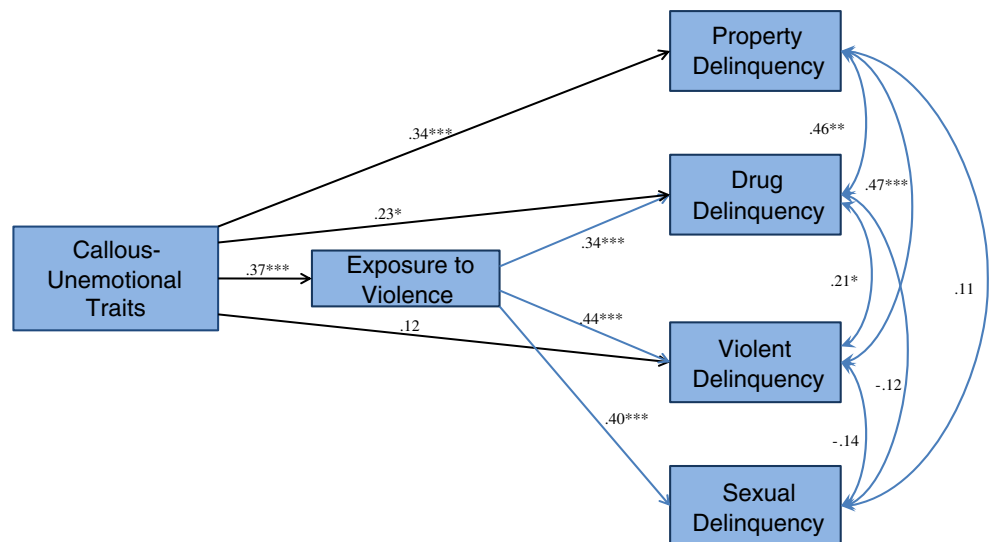 Property
Delinquency
.34***
.46**
Drug
Delinquency
.47***
.23*
Callous-
Unemotional
Traits
.37***
Exposure to
Violence
.34***
.21*
.11
.12
.44***
Violent
Delinquency
-.12
.40***
-.14
Sexual
Delinquency